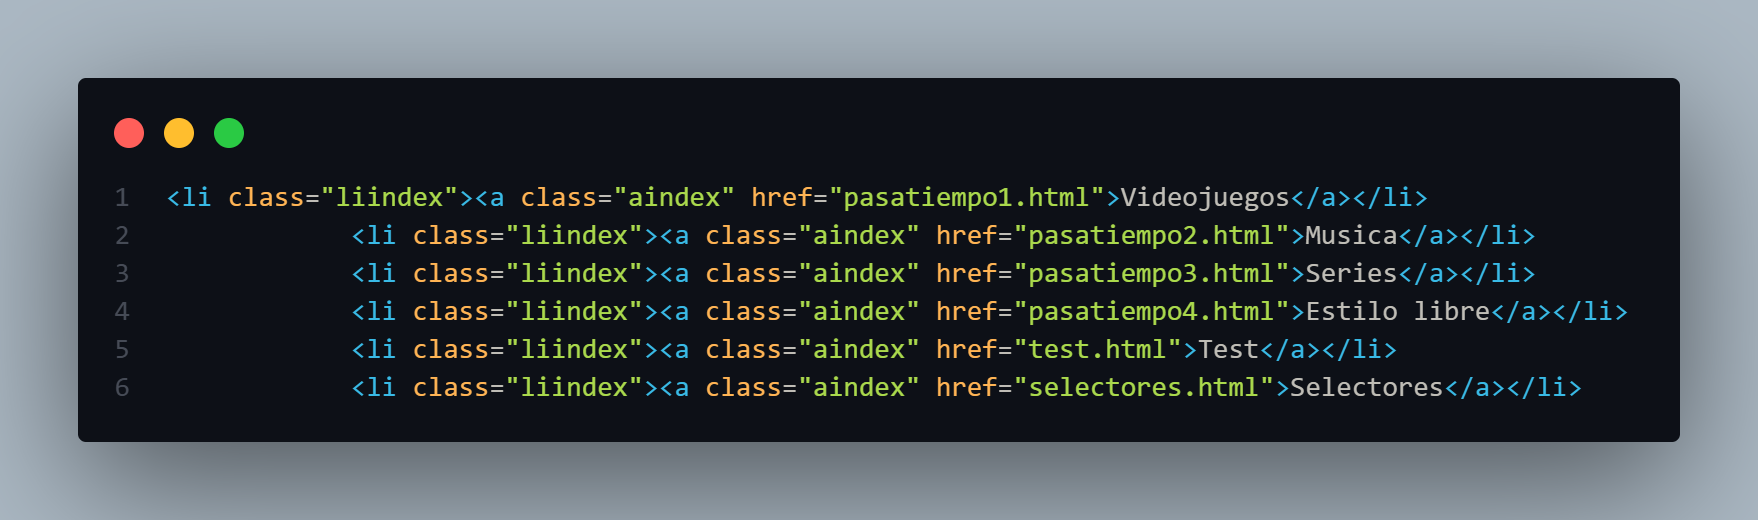 1 <li class="liindex"><a class="aindex" href="pasatiempo1.html">Videojuegos</a></li>
2             <li class="liindex"><a class="aindex" href="pasatiempo2.html">Musica</a></li>
3             <li class="liindex"><a class="aindex" href="pasatiempo3.html">Series</a></li>
4             <li class="liindex"><a class="aindex" href="pasatiempo4.html">Estilo libre</a></li>
5             <li class="liindex"><a class="aindex" href="test.html">Test</a></li>
6             <li class="liindex"><a class="aindex" href="selectores.html">Selectores</a></li>